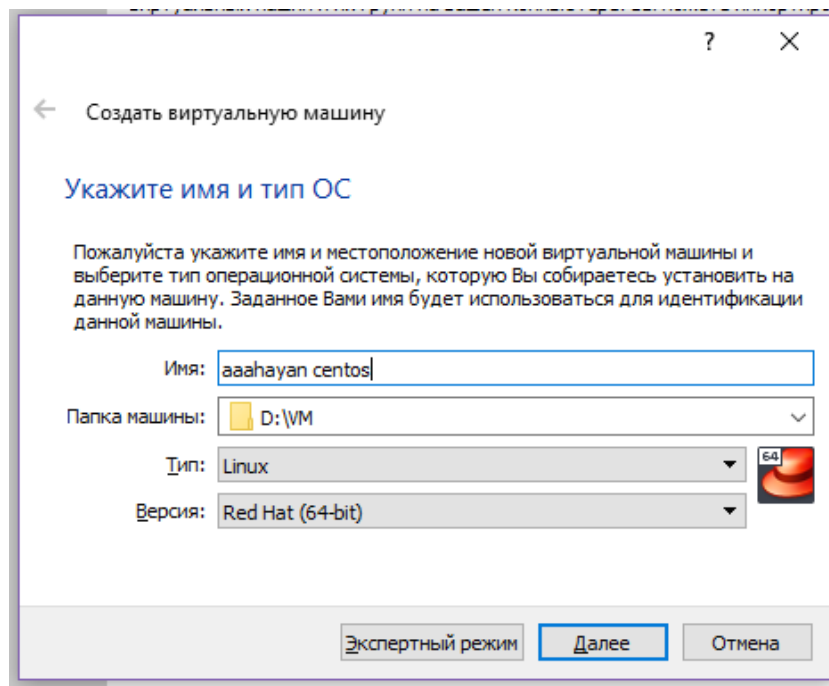 ?
Создать виртуальную машину
Укажите имя и тип ОС
Пожалуйста укажите имя и местоположение новой виртуальной машины и
выберите тип операционной системы, которую Вы собираетесь установить на
данную машину. Заданное Вами имя будет использоваться для идентификации
данной машины.
Имя: aaahayan centos
Папка машины: D:\VM
Тип: Linux
64
Версия: Red Hat (64-bit)
Экспертный режим Далее Отмена